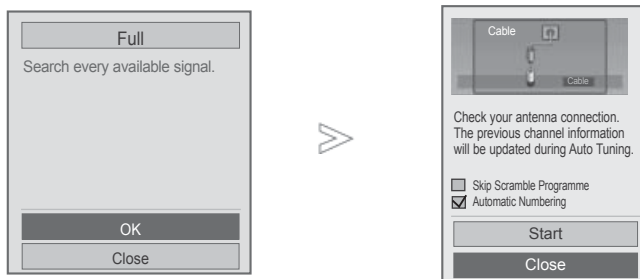 Full
Search every available signal.
OK
Close
Cable
Cable
Check your antenna connection.
The previous channel information
will be updated during Auto Tuning.
Skip Scramble Programme
Automatic Numbering
Start
Close